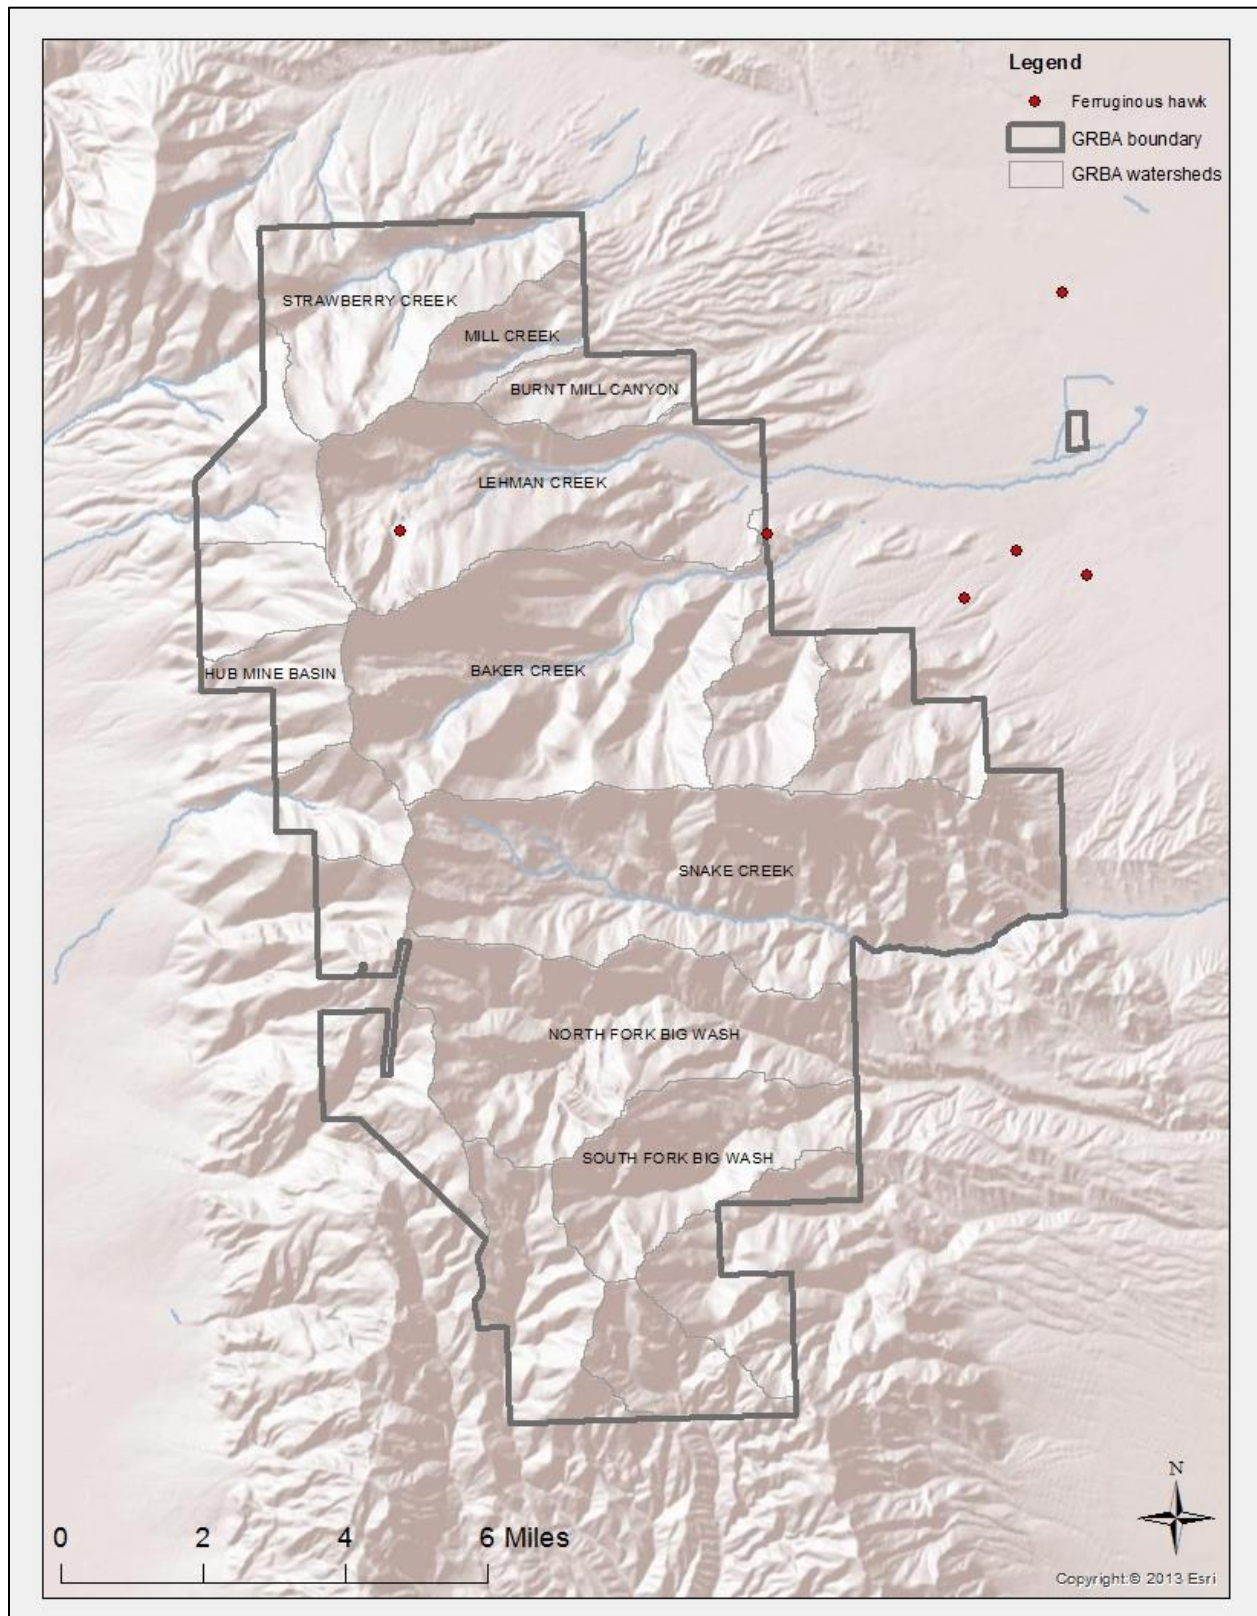 Legend
Ferruginous hawk
GRBA boundary
GRBA watersheds
STRAWBERRY CREEK
MILL CREEK
BURNT MILL CANYON
LEHMAN CREEK
HUB MINE BASIN
BAKER CREEK
SNAKE CREEK
NORTH FORK BIG WASH
SOUTH FORK BIG WASH
N
0 2 4 6 Miles
Copyright:© 2013 Esri